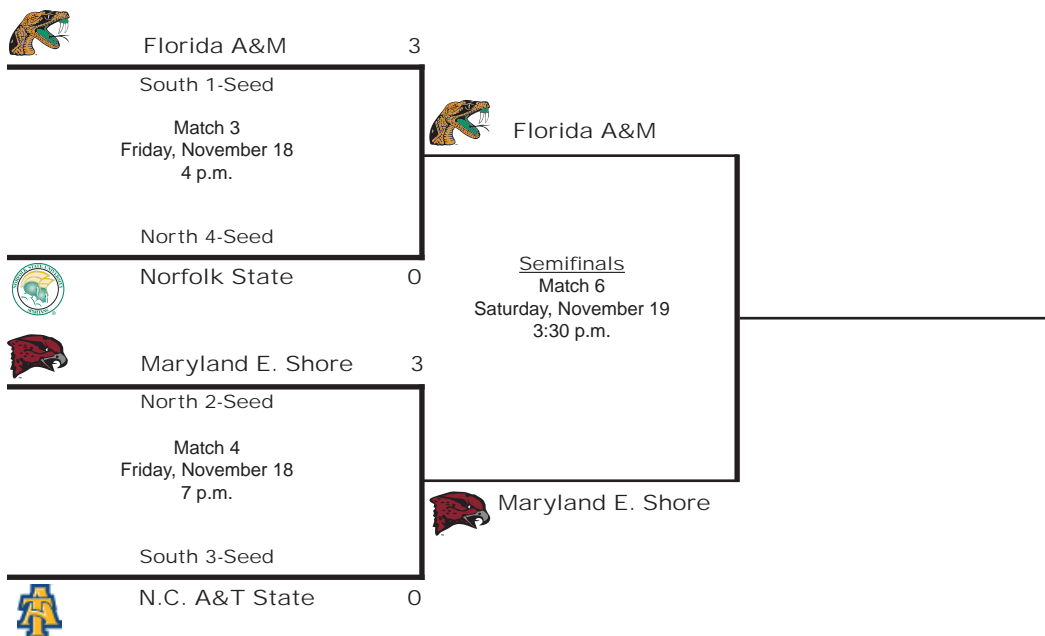 Florida A&M 3
South 1-Seed
Match 3
Friday, November 18
4 p.m.
North 4-Seed
Norfolk State 0
Maryland E. Shore 3
North 2-Seed
Match 4
Friday, November 18
7 p.m.
South 3-Seed
N.C. A&T State 0
Florida A&M
Semifinals
Match 6
Saturday, November 19
3:30 p.m.
Maryland E. Shore